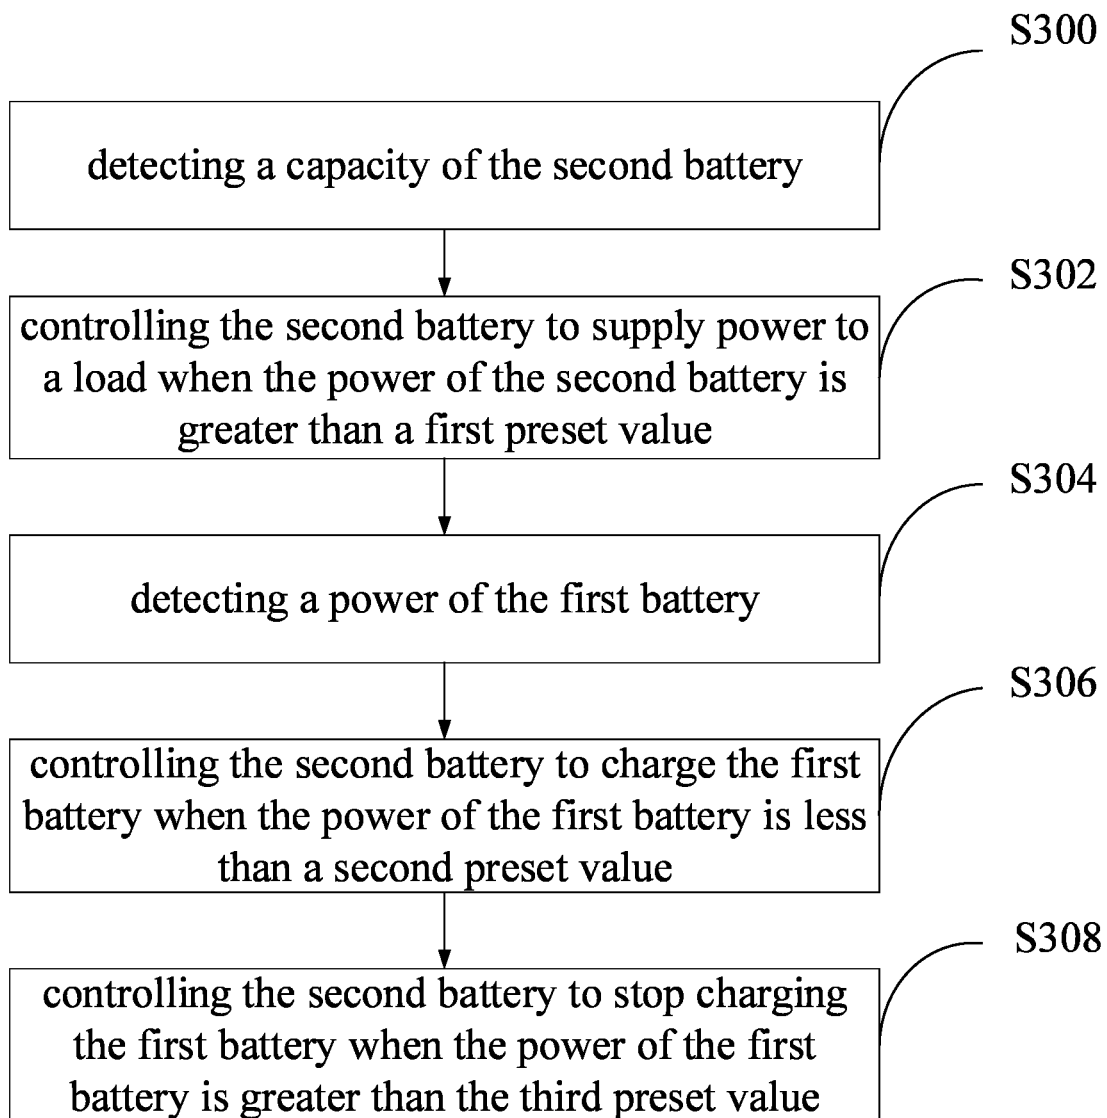 S300
detecting a capacity of the second battery
S302
controlling the second battery to supply power to
a load when the power of the second battery is
greater than a first preset value
S304
detecting a power of the first battery
S306
controlling the second battery to charge the first
battery when the power of the first battery is less
than a second preset value
S308
controlling the second battery to stop charging
the first battery when the power of the first
battery is greater than the third preset value